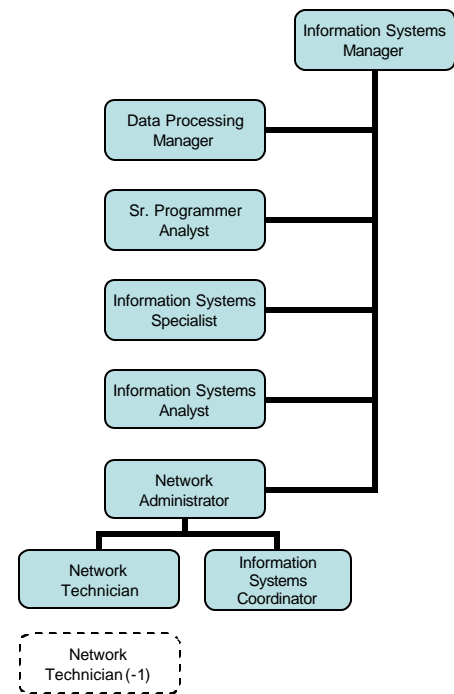 Information Systems
Manager
Data Processing
Manager
Sr. Programmer
Analyst
Information Systems
Specialist
Information Systems
Analyst
Network
Administrator
Network
Technician
Information
Systems
Coordinator
Network
Technician (-1)